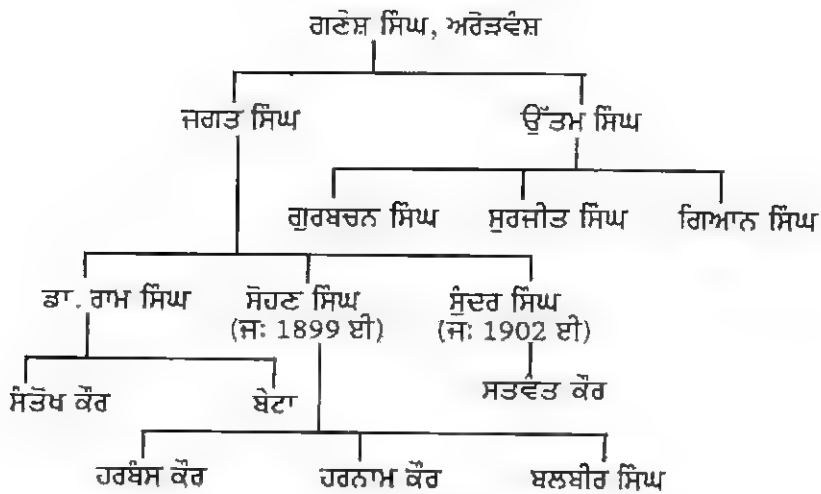 ਗਣੇਸ਼ ਸਿੰਘ, ਅਰੋੜਵੰਸ਼
ਜਗਤ ਸਿੰਘ ਉੱਤਮ ਸਿੰਘ
ਗੁਰਬਚਨ ਸਿੰਘ ਸੁਰਜੀਤ ਸਿੰਘ ਗਿਆਨ ਸਿੰਘ
ਡਾ. ਰਾਮ ਸਿੰਘ ਸੋਹਣ ਸਿੰਘ ਸੁੰਦਰ ਸਿੰਘ
(ਜਃ 1899 ਈ) (ਜਃ 1902 ਈ)
ਸੰਤੋਖ ਕੌਰ ਬੇਟਾ ਸਤਵੰਤ ਕੌਰ
ਹਰਬੰਸ ਕੌਰ ਹਰਨਾਮ ਕੌਰ ਬਲਬੀਰ ਸਿੰਘ